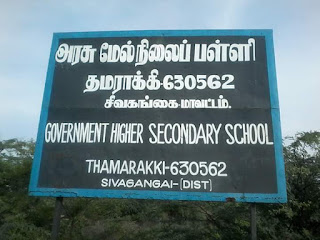 அரசு மேல்நிலைப் பள்ளி
தமராக்கி-630562
சிவகங்கை-மாவட்டம்.
GOVERNMENT HIGHER SECONDARY SCHOOL
THAMARAKKI-630562
SIVAGANGAI-(DIST)